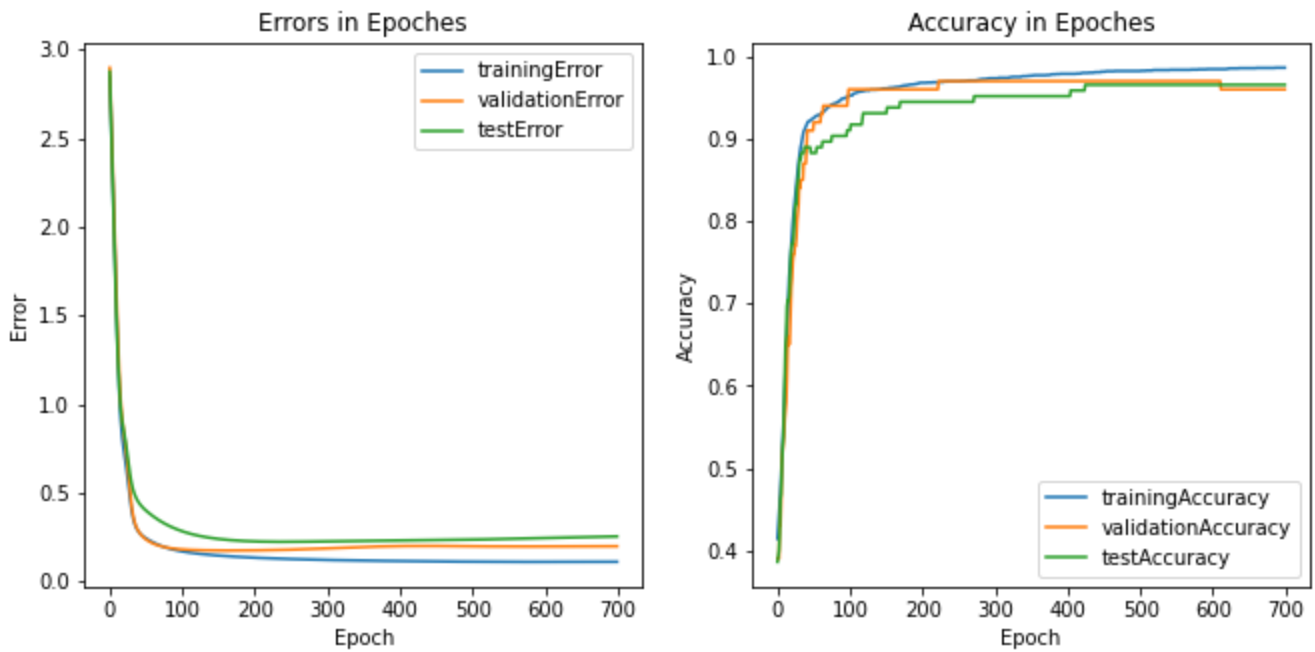 Errors in Epoches
3.0
2.5
2.0
1.5
1.0
0.5
0.0
Error
trainingError
validationError
testError
0 100 200 300 400 500 600 700
Epoch
Accuracy in Epoches
1.0
0.9
0.8
0.7
0.6
0.5
0.4
Accuracy
trainingAccuracy
validationAccuracy
testAccuracy
0 100 200 300 400 500 600 700
Epoch